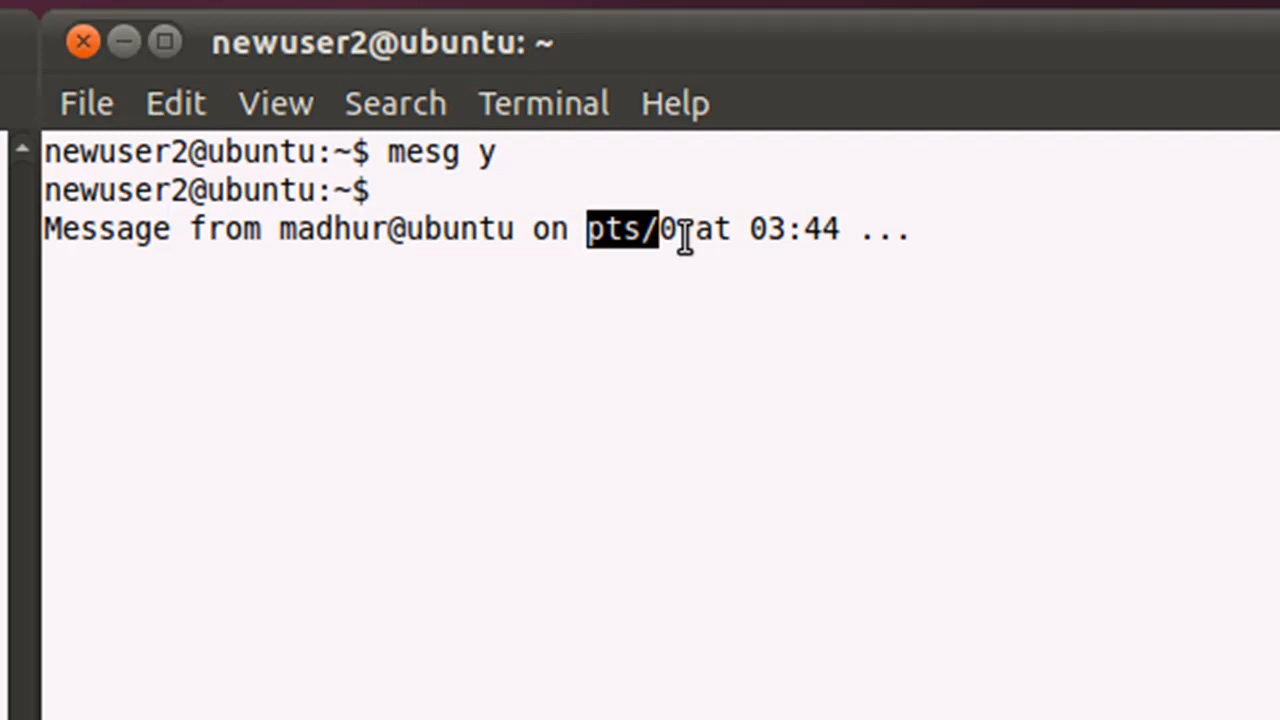 newuser2@ubuntu: ~
File Edit View Search Terminal Help
newuser2@ubuntu:~$ mesg y
newuser2@ubuntu:~$
Message from madhur@ubuntu on pts/0 at 03:44 ...